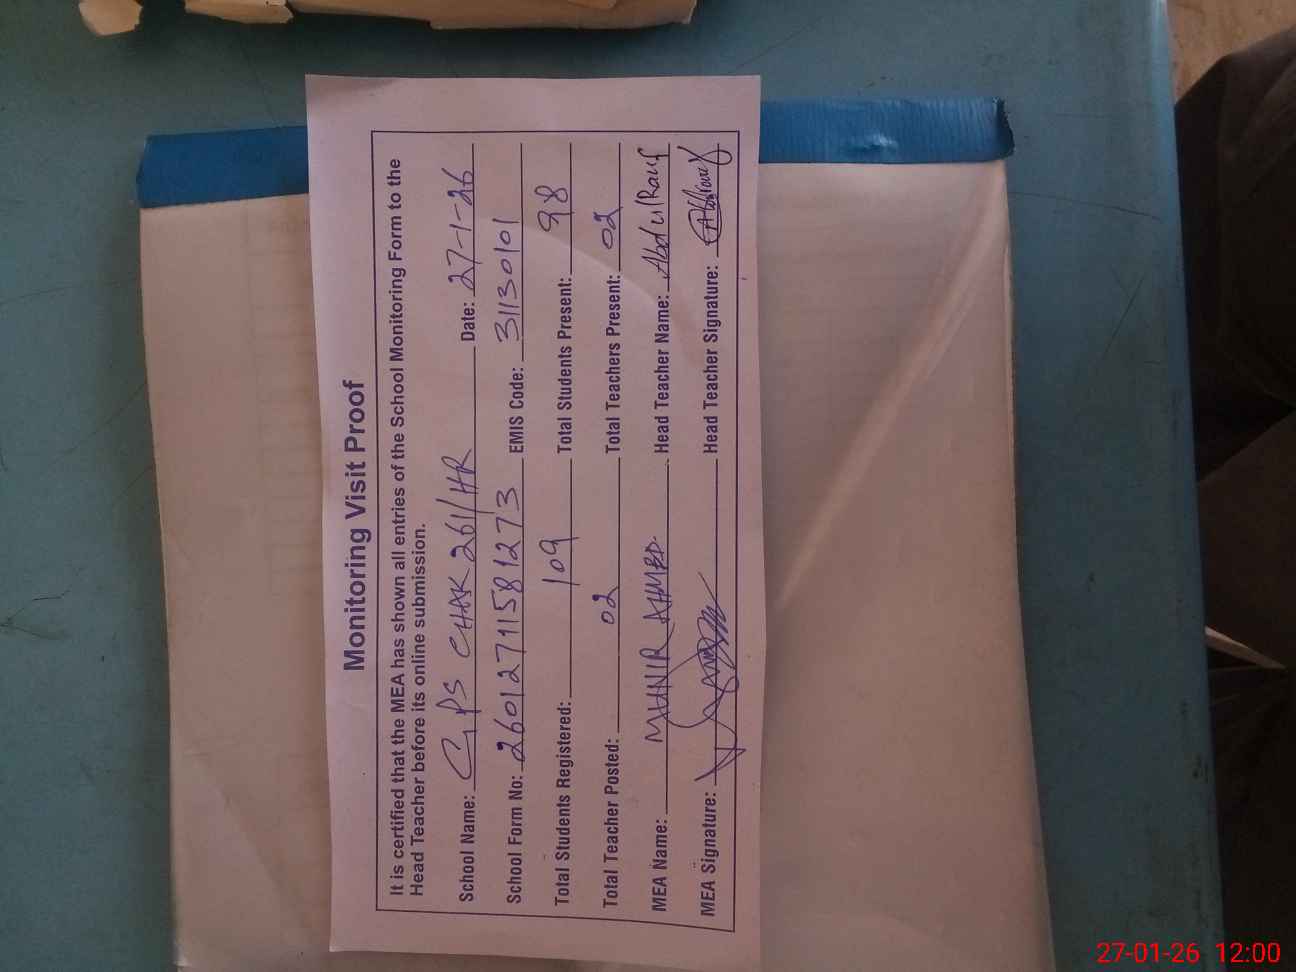 Monitoring Visit Proof
It is certified that the MEA has shown all entries of the School Monitoring Form to the
Head Teacher before its online submission.
School Name: GPS CHAK 261/HR Date: 27-1-26
School Form No: 2601271581273 EMIS Code: 31130101
Total Students Registered: 109 Total Students Present: 98
Total Teacher Posted: 02 Total Teachers Present: 02
MEA Name: MUNIR AHMED. Head Teacher Name: Abdul Rauf
MEA Signature: Head Teacher Signature:
27-01-26 12:00